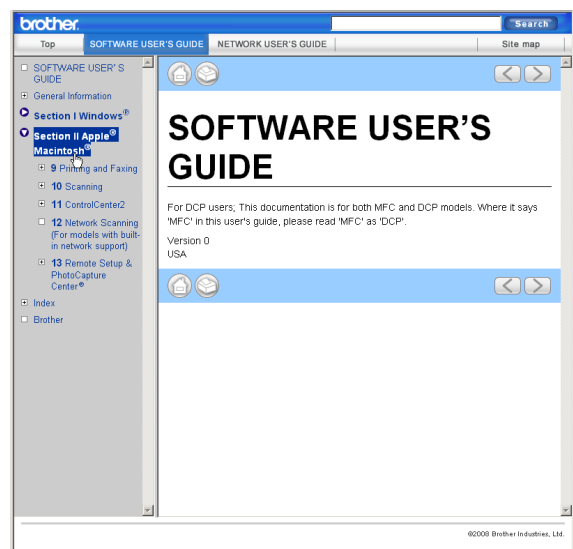 brother.
Search
Top
SOFTWARE USER'S GUIDE
NETWORK USER'S GUIDE
Site map
SOFTWARE USER' S
GUIDE
General Information
Section I Windows®
Section II Apple®
Macintosh®
9 Printing and Faxing
10 Scanning
11 ControlCenter2
12 Network Scanning
(For models with built-
in network support)
13 Remote Setup &
PhotoCapture
Center®
Index
Brother
SOFTWARE USER’S
GUIDE
For DCP users; This documentation is for both MFC and DCP models. Where it says
'MFC' in this user's guide, please read 'MFC' as 'DCP'.
Version 0
USA
©2008 Brother Industries, Ltd.